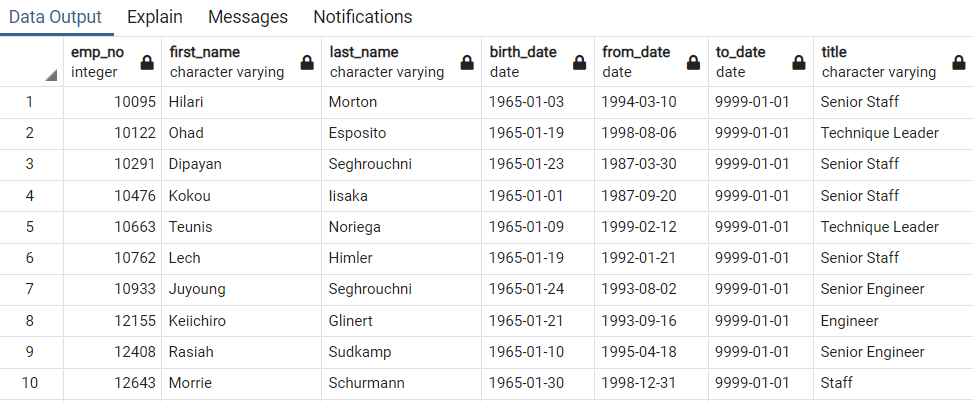 Data Output Explain Messages Notifications
emp_no first_name last_name birth_date from_date to_date title
integer character varying character varying date date date character varying
1 10095 Hilari Morton 1965-01-03 1994-03-10 9999-01-01 Senior Staff
2 10122 Ohad Esposito 1965-01-19 1998-08-06 9999-01-01 Technique Leader
3 10291 Dipayan Seghrouchni 1965-01-23 1987-03-30 9999-01-01 Senior Staff
4 10476 Kokou Iisaka 1965-01-01 1987-09-20 9999-01-01 Senior Staff
5 10663 Teunis Noriega 1965-01-09 1999-02-12 9999-01-01 Technique Leader
6 10762 Lech Himler 1965-01-19 1992-01-21 9999-01-01 Senior Staff
7 10933 Juyoung Seghrouchni 1965-01-24 1993-08-02 9999-01-01 Senior Engineer
8 12155 Keiichiro Glinert 1965-01-21 1993-09-16 9999-01-01 Engineer
9 12408 Rasiah Sudkamp 1965-01-10 1995-04-18 9999-01-01 Senior Engineer
10 12643 Morrie Schurmann 1965-01-30 1998-12-31 9999-01-01 Staff